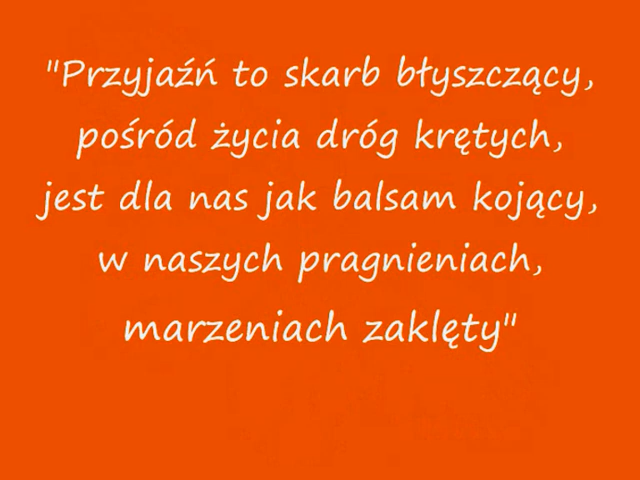 "Przyjaźń to skarb błyszczący,
pośród życia dróg krętych,
jest dla nas jak balsam kojący,
w naszych pragnieniach,
marzeniach zaklęty"